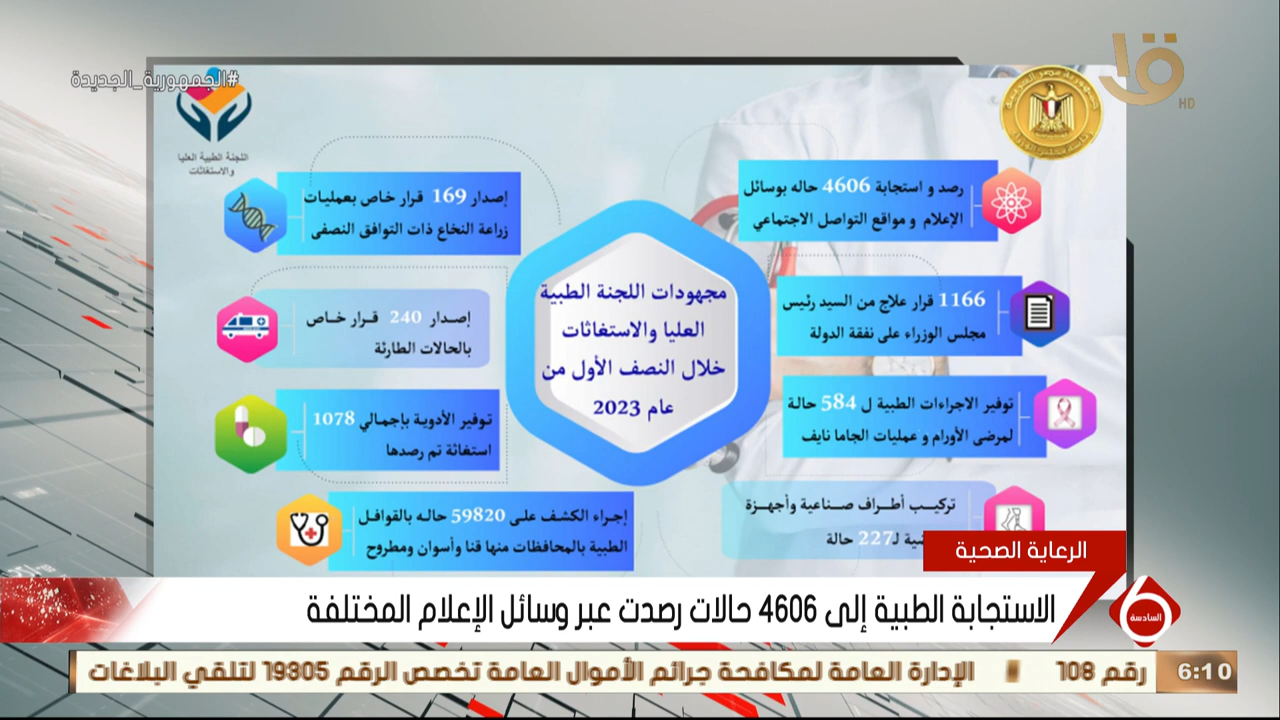 #الجمهورية_الجديدة
HD
اللجنة الطبية العليا
والاستغاثات
رصد و استجابة 4606 حاله بوسائل
الإعلام و مواقع التواصل الاجتماعي
1166 قرار علاج من السيد رئيس
مجلس الوزراء على نفقة الدولة
توفير الاجراءات الطبية ل 584 حالة
لمرضى الأورام و عمليات الجاما نايف
تركيب أطراف صناعية وأجهزة
ل227 حالة
مجهودات اللجنة الطبية
العليا والاستغاثات
خلال النصف الأول من
عام 2023
إصدار 169 قرار خاص بعمليات
زراعة النخاع ذات التوافق النصفى
إصدار 240 قرار خاص
بالحالات الطارئة
توفير الأدوية بإجمالي 1078
استغاثة تم رصدها
إجراء الكشف على 59820 حاله بالقوافل
الطبية بالمحافظات منها قنا وأسوان ومطروح
الرعاية الصحية
السادسة
الاستجابة الطبية إلى 4606 حالات رصدت عبر وسائل الإعلام المختلفة
6:10
رقم 108 الإدارة العامة لمكافحة جرائم الأموال العامة تخصص الرقم 19305 لتلقي البلاغات